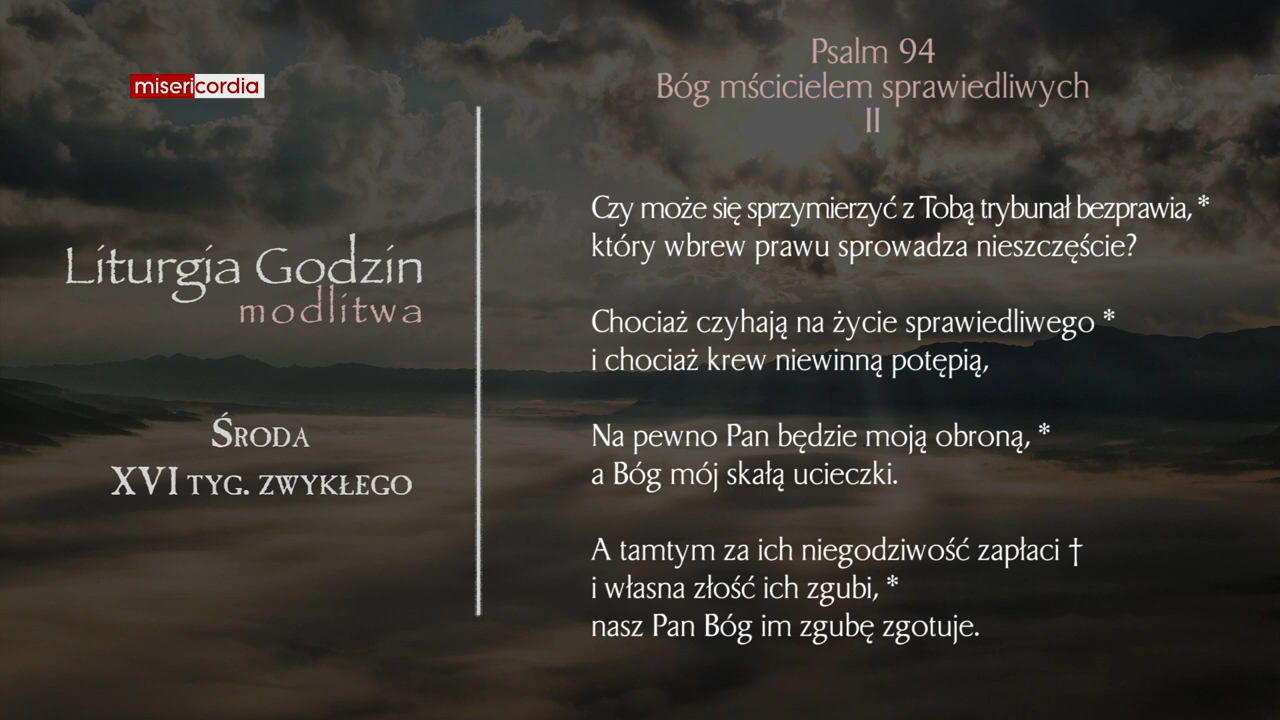 misericordia
Liturgia Godzin
modlitwa
Środa
XVI tyg. zwykłego
Psalm 94
Bóg mścicielem sprawiedliwych
II
Czy może się sprzymierzyć z Tobą trybunał bezprawia, *
który wbrew prawu sprowadza nieszczęście?
Chociaż czyhają na życie sprawiedliwego *
i chociaż krew niewinną potępią,
Na pewno Pan będzie moją obroną, *
a Bóg mój skałą ucieczki.
A tamtym za ich niegodziwość zapłaci †
i własna złość ich zgubi, *
nasz Pan Bóg im zgubę zgotuje.